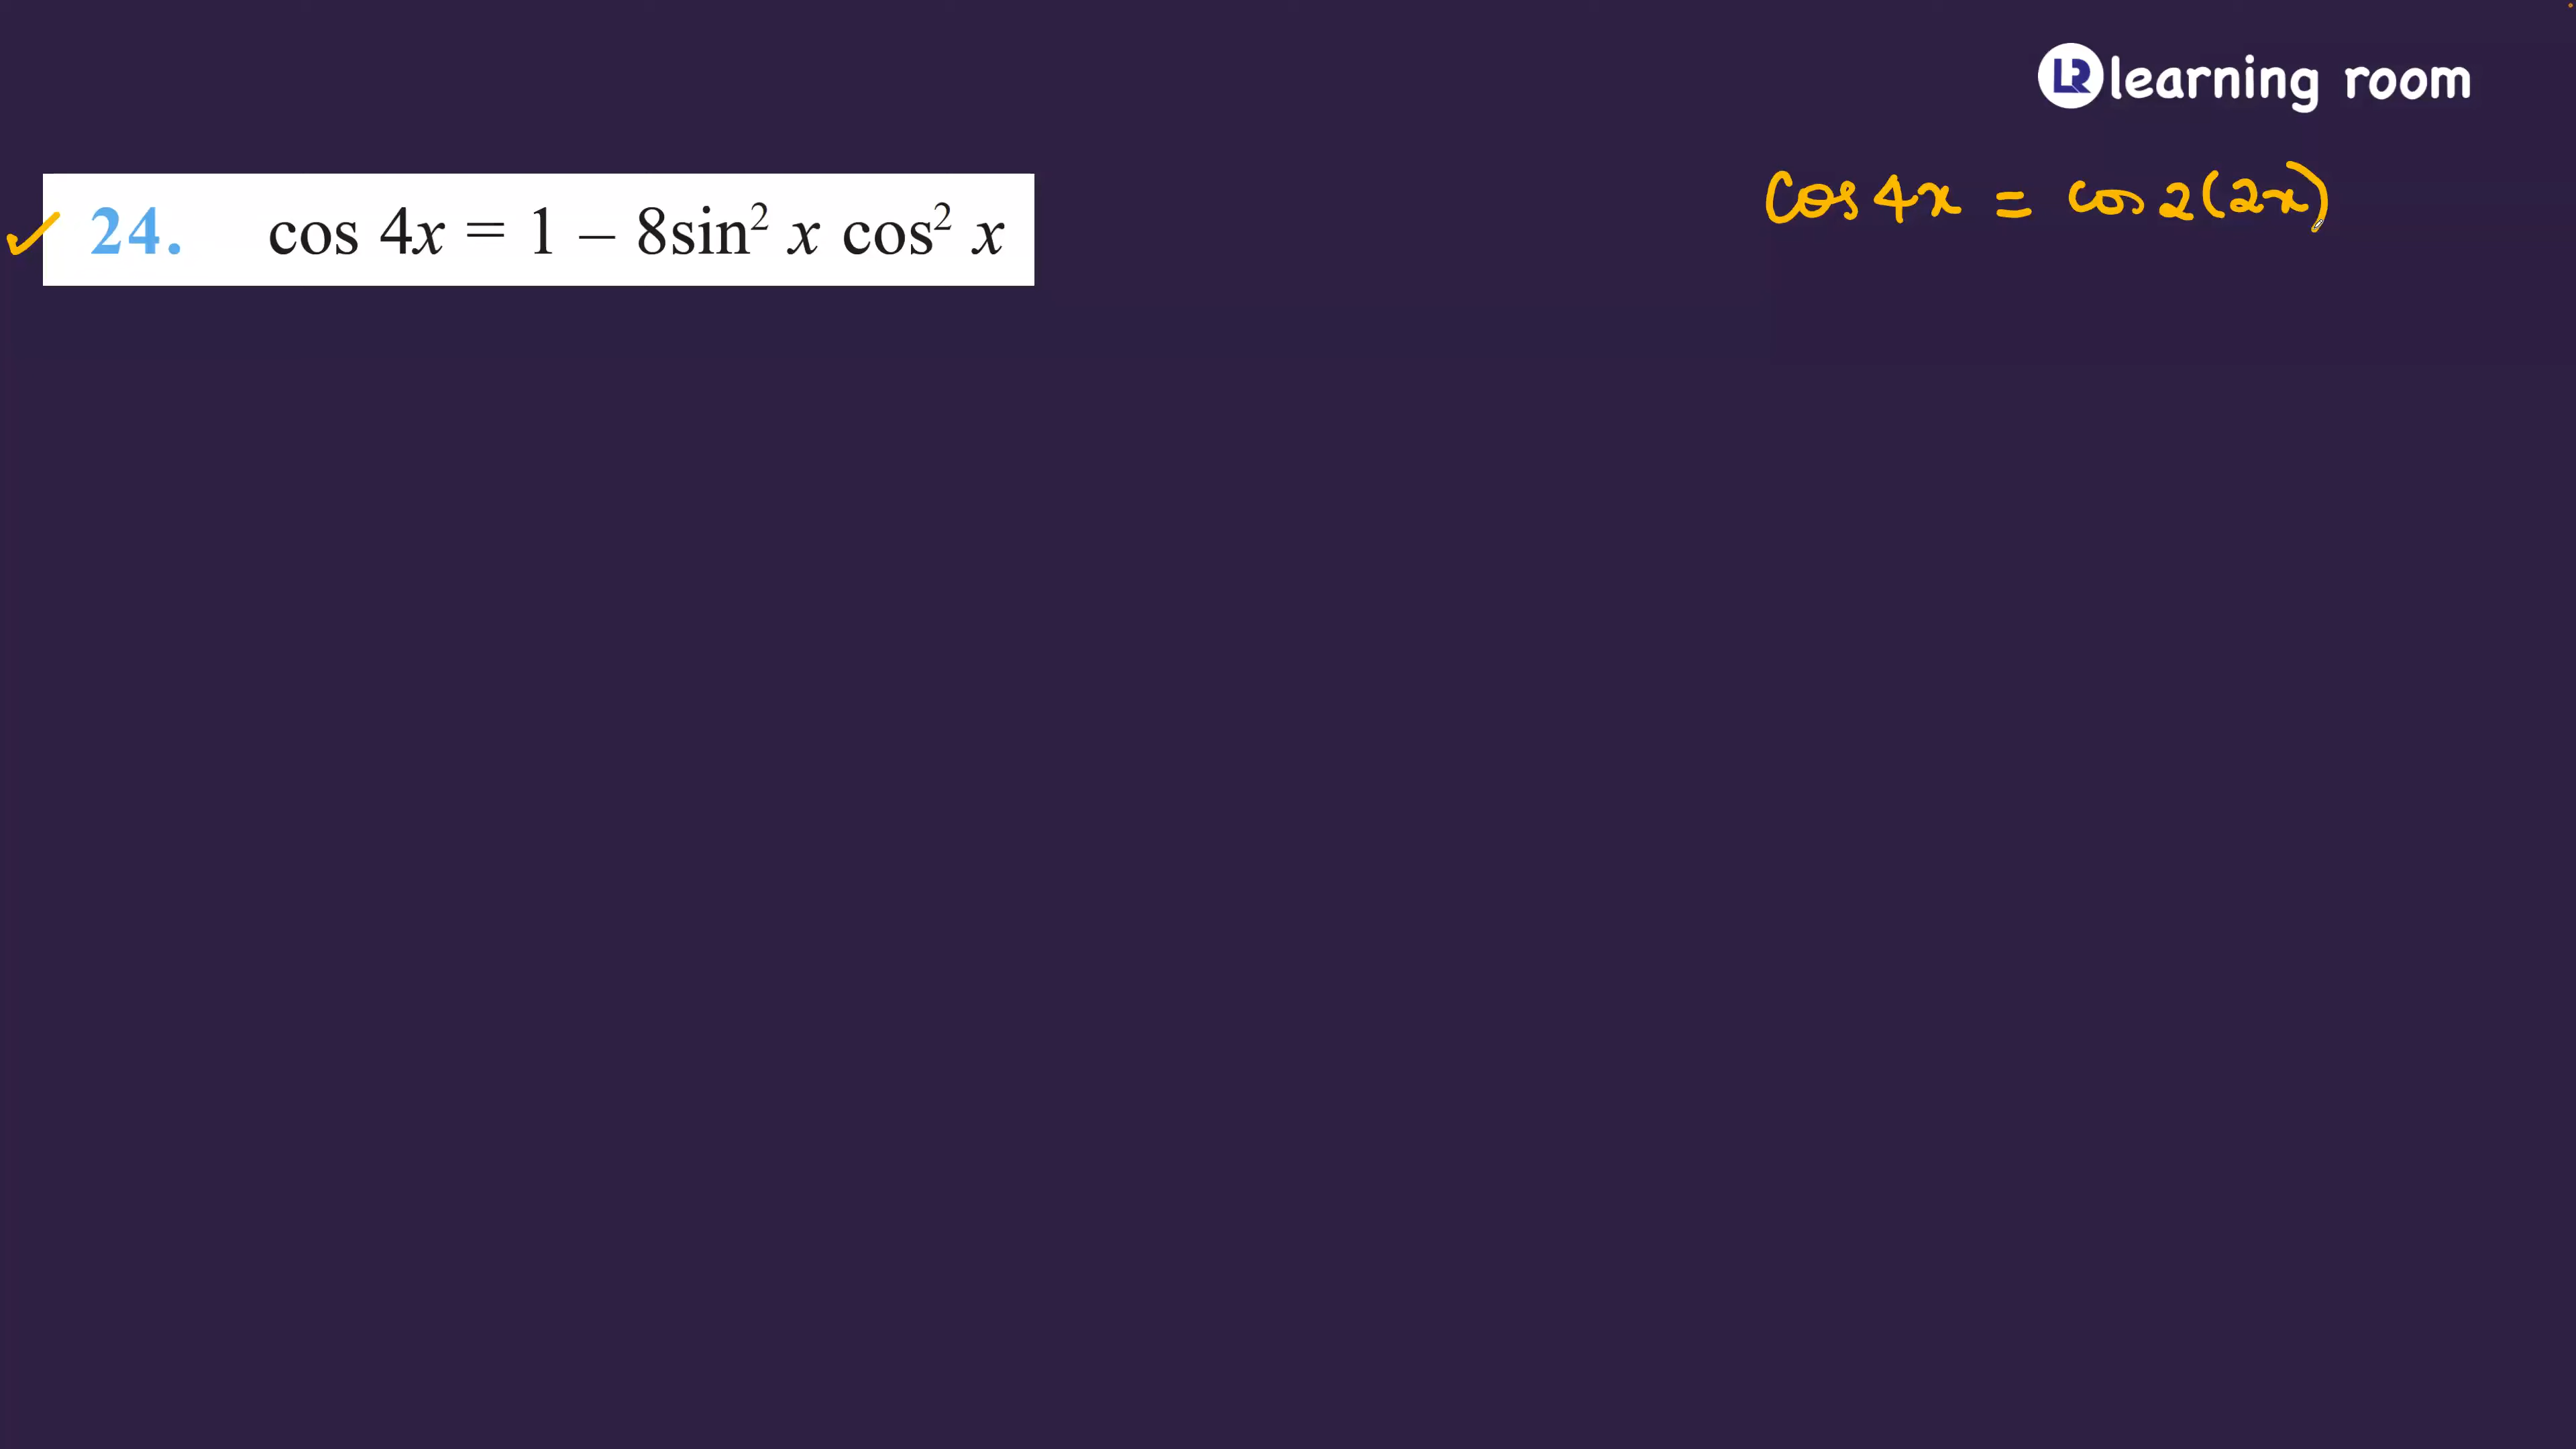 learning room
cos 4x = cos 2(2x)
24. cos 4x = 1 – 8sin² x cos² x